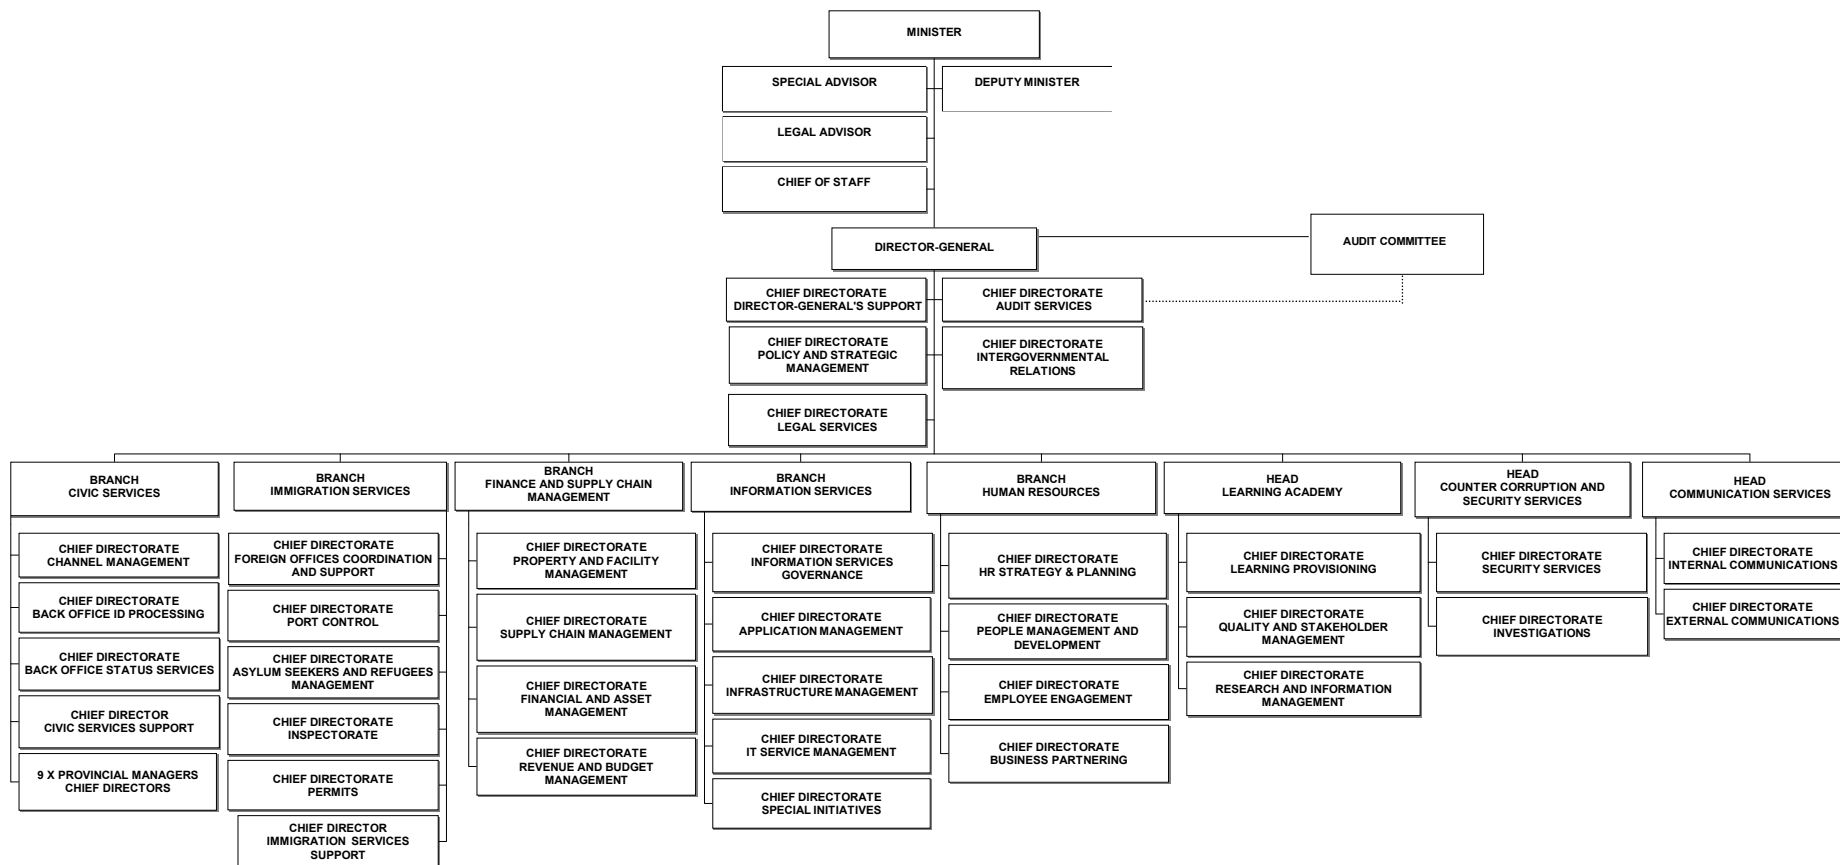 MINISTER
SPECIAL ADVISOR
DEPUTY MINISTER
LEGAL ADVISOR
CHIEF OF STAFF
DIRECTOR-GENERAL
AUDIT COMMITTEE
CHIEF DIRECTORATE
DIRECTOR-GENERAL'S SUPPORT
CHIEF DIRECTORATE
AUDIT SERVICES
CHIEF DIRECTORATE
POLICY AND STRATEGIC
MANAGEMENT
CHIEF DIRECTORATE
INTERGOVERNMENTAL
RELATIONS
CHIEF DIRECTORATE
LEGAL SERVICES
BRANCH
CIVIC SERVICES
CHIEF DIRECTORATE
CHANNEL MANAGEMENT
CHIEF DIRECTORATE
BACK OFFICE ID PROCESSING
CHIEF DIRECTORATE
BACK OFFICE STATUS SERVICES
CHIEF DIRECTOR
CIVIC SERVICES SUPPORT
9 X PROVINCIAL MANAGERS
CHIEF DIRECTORS
BRANCH
IMMIGRATION SERVICES
CHIEF DIRECTORATE
FOREIGN OFFICES COORDINATION
AND SUPPORT
CHIEF DIRECTORATE
PORT CONTROL
CHIEF DIRECTORATE
ASYLUM SEEKERS AND REFUGEES
MANAGEMENT
CHIEF DIRECTORATE
INSPECTORATE
CHIEF DIRECTORATE
PERMITS
CHIEF DIRECTOR
IMMIGRATION SERVICES
SUPPORT
BRANCH
FINANCE AND SUPPLY CHAIN
MANAGEMENT
CHIEF DIRECTORATE
PROPERTY AND FACILITY
MANAGEMENT
CHIEF DIRECTORATE
SUPPLY CHAIN MANAGEMENT
CHIEF DIRECTORATE
FINANCIAL AND ASSET
MANAGEMENT
CHIEF DIRECTORATE
REVENUE AND BUDGET
MANAGEMENT
BRANCH
INFORMATION SERVICES
CHIEF DIRECTORATE
INFORMATION SERVICES
GOVERNANCE
CHIEF DIRECTORATE
APPLICATION MANAGEMENT
CHIEF DIRECTORATE
INFRASTRUCTURE MANAGEMENT
CHIEF DIRECTORATE
IT SERVICE MANAGEMENT
CHIEF DIRECTORATE
SPECIAL INITIATIVES
BRANCH
HUMAN RESOURCES
CHIEF DIRECTORATE
HR STRATEGY & PLANNING
CHIEF DIRECTORATE
PEOPLE MANAGEMENT AND
DEVELOPMENT
CHIEF DIRECTORATE
EMPLOYEE ENGAGEMENT
CHIEF DIRECTORATE
BUSINESS PARTNERING
HEAD
LEARNING ACADEMY
CHIEF DIRECTORATE
LEARNING PROVISIONING
CHIEF DIRECTORATE
QUALITY AND STAKEHOLDER
MANAGEMENT
CHIEF DIRECTORATE
RESEARCH AND INFORMATION
MANAGEMENT
HEAD
COUNTER CORRUPTION AND
SECURITY SERVICES
CHIEF DIRECTORATE
SECURITY SERVICES
CHIEF DIRECTORATE
INVESTIGATIONS
HEAD
COMMUNICATION SERVICES
CHIEF DIRECTORATE
INTERNAL COMMUNICATIONS
CHIEF DIRECTORATE
EXTERNAL COMMUNICATIONS